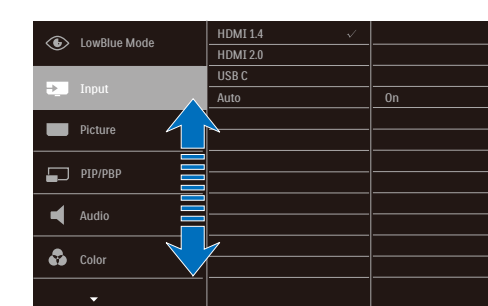 LowBlue Mode
Input
Picture
PIP/PBP
Audio
Color
HDMI 1.4 ✓
HDMI 2.0
USB C
Auto On